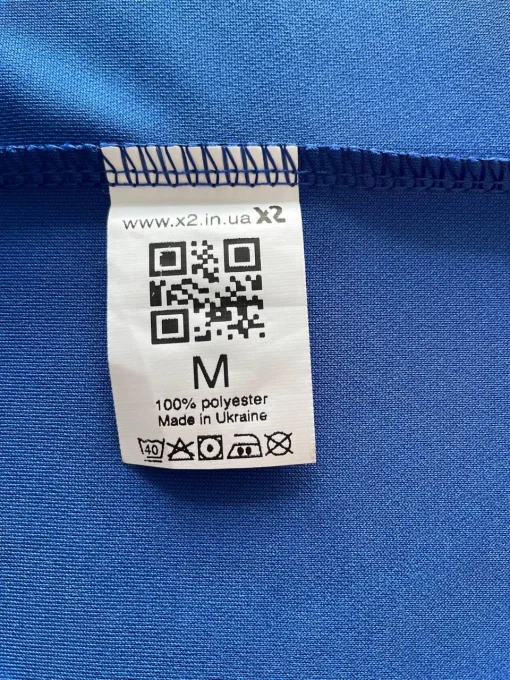 www.x2.in.ua X2
M
100% polyester
Made in Ukraine
40